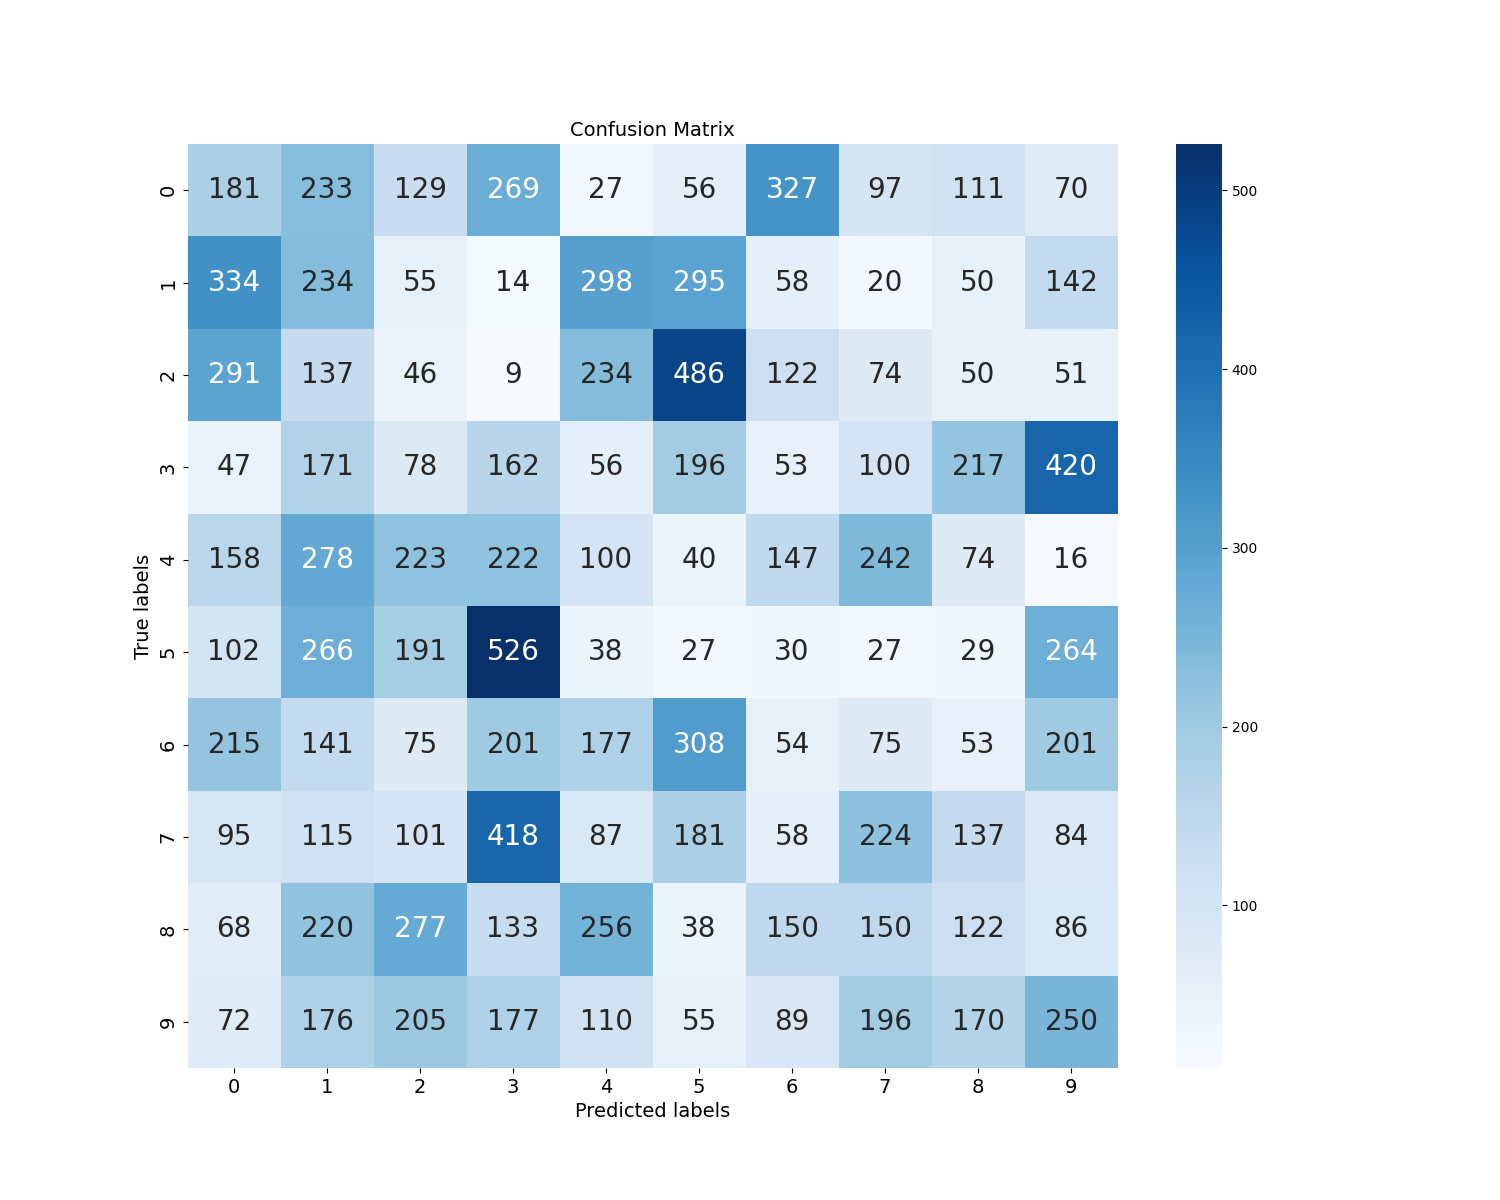 Confusion Matrix
0 181 233 129 269 27 56 327 97 111 70
1 334 234 55 14 298 295 58 20 50 142
2 291 137 46 9 234 486 122 74 50 51
3 47 171 78 162 56 196 53 100 217 420
4 158 278 223 222 100 40 147 242 74 16
5 102 266 191 526 38 27 30 27 29 264
6 215 141 75 201 177 308 54 75 53 201
7 95 115 101 418 87 181 58 224 137 84
8 68 220 277 133 256 38 150 150 122 86
9 72 176 205 177 110 55 89 196 170 250
0 1 2 3 4 5 6 7 8 9
Predicted labels
True labels
500
400
300
200
100